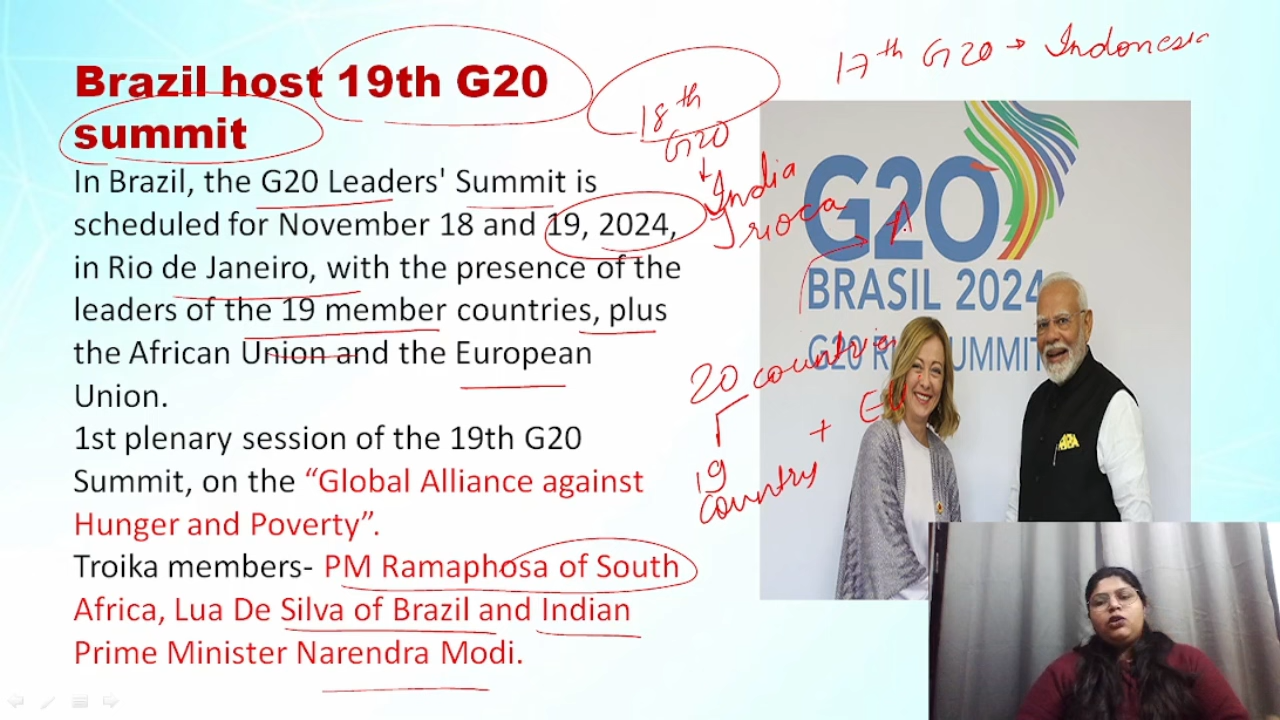 Brazil host 19th G20
summit
In Brazil, the G20 Leaders' Summit is
scheduled for November 18 and 19, 2024,
in Rio de Janeiro, with the presence of the
leaders of the 19 member countries, plus
the African Union and the European
Union.
1st plenary session of the 19th G20
Summit, on the “Global Alliance against
Hunger and Poverty”.
Troika members- PM Ramaphosa of South
Africa, Lua De Silva of Brazil and Indian
Prime Minister Narendra Modi.
17th G20 → Indonesia
18th
G20
India
20 countries
19
country + EU
G20
BRASIL 2024